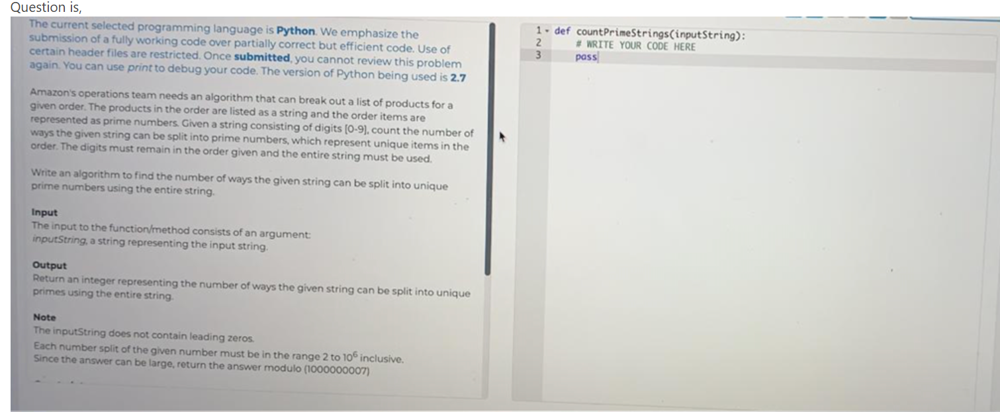 Question is,
The current selected programming language is Python. We emphasize the
submission of a fully working code over partially correct but efficient code. Use of
certain header files are restricted. Once submitted, you cannot review this problem
again. You can use print to debug your code. The version of Python being used is 2.7
Amazon's operations team needs an algorithm that can break out a list of products for a
given order. The products in the order are listed as a string and the order items are
represented as prime numbers. Given a string consisting of digits [0-9], count the number of
ways the given string can be split into prime numbers, which represent unique items in the
order. The digits must remain in the order given and the entire string must be used.
Write an algorithm to find the number of ways the given string can be split into unique
prime numbers using the entire string.
Input
The input to the function/method consists of an argument:
inputString, a string representing the input string.
Output
Return an integer representing the number of ways the given string can be split into unique
primes using the entire string.
Note
The inputString does not contain leading zeros.
Each number split of the given number must be in the range 2 to 10⁶ inclusive.
Since the answer can be large, return the answer modulo (1000000007)
1 def countPrimeStrings(inputString):
2 # WRITE YOUR CODE HERE
3 pass